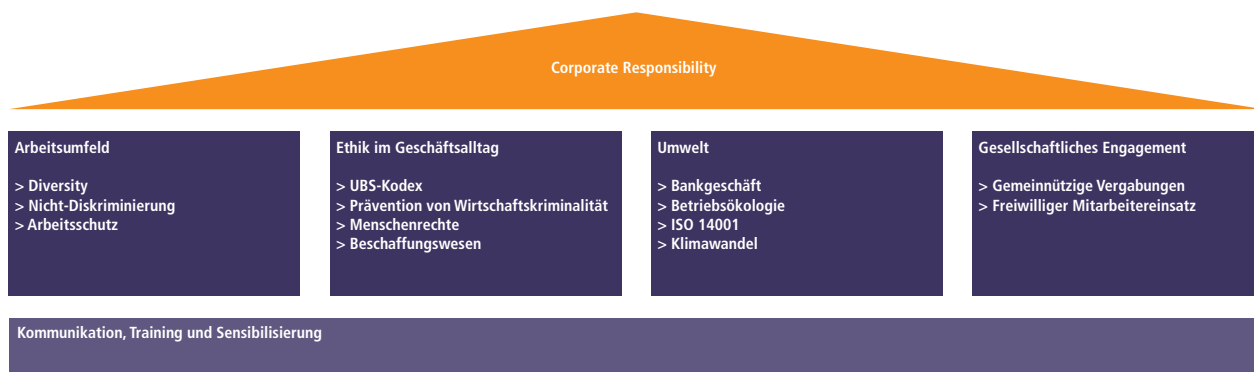 Corporate Responsibility
Arbeitsumfeld
> Diversity
> Nicht-Diskriminierung
> Arbeitsschutz
Ethik im Geschäftsalltag
> UBS-Kodex
> Prävention von Wirtschaftskriminalität
> Menschenrechte
> Beschaffungswesen
Umwelt
> Bankgeschäft
> Betriebsökologie
> ISO 14001
> Klimawandel
Gesellschaftliches Engagement
> Gemeinnützige Vergabungen
> Freiwilliger Mitarbeitereinsatz
Kommunikation, Training und Sensibilisierung